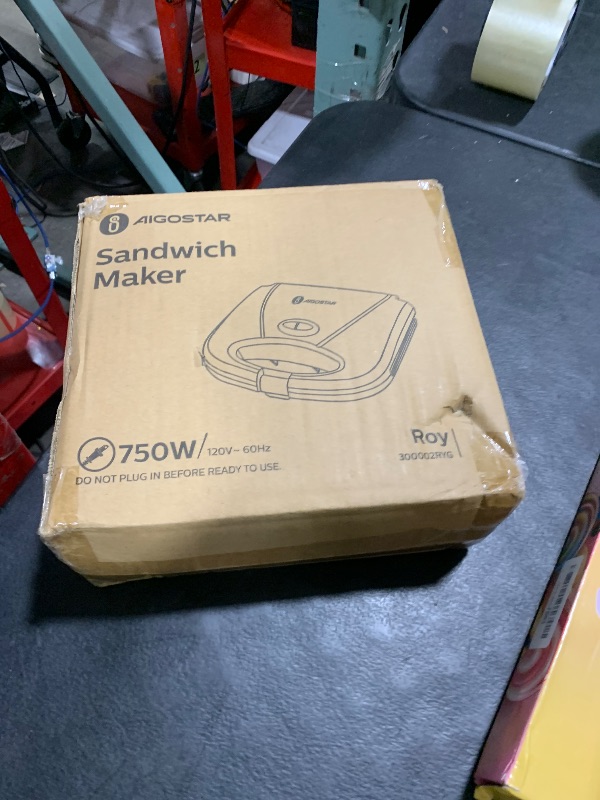 AIGOSTAR
Sandwich
Maker
AIGOSTAR
750W/ 120V~ 60Hz
DO NOT PLUG IN BEFORE READY TO USE.
Roy
300002RYG